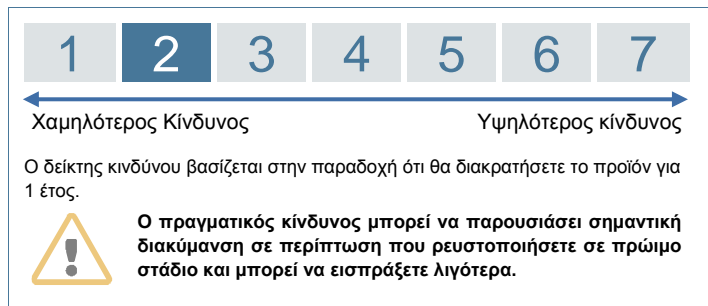 1 2 3 4 5 6 7
Χαμηλότερος Κίνδυνος Υψηλότερος κίνδυνος
Ο δείκτης κινδύνου βασίζεται στην παραδοχή ότι θα διακρατήσετε το προϊόν για
1 έτος.
Ο πραγματικός κίνδυνος μπορεί να παρουσιάσει σημαντική
διακύμανση σε περίπτωση που ρευστοποιήσετε σε πρώιμο
στάδιο και μπορεί να εισπράξετε λιγότερα.